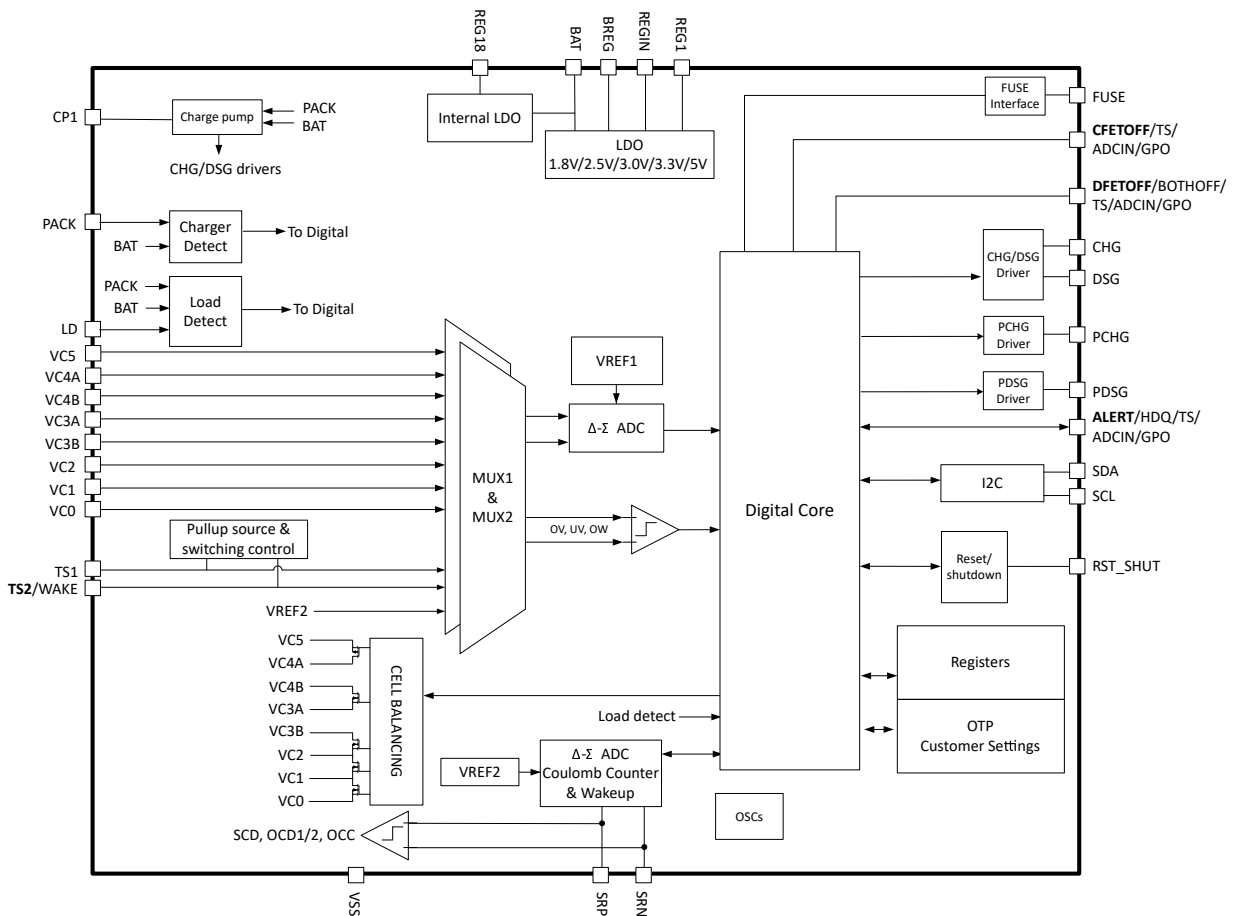 REG18
BAT
BREG
REGIN
REG1
CP1
Charge pump
PACK
BAT
CHG/DSG drivers
Internal LDO
LDO
1.8V/2.5V/3.0V/3.3V/5V
FUSE
Interface
FUSE
CFETOFF/TS/
ADCIN/GPO
DFETOFF/BOTHOFF/
TS/ADCIN/GPO
PACK
BAT
Charger
Detect
To Digital
PACK
BAT
LD
Load
Detect
To Digital
CHG/DSG
Driver
CHG
DSG
PCHG
Driver
PCHG
PDSG
Driver
PDSG
ALERT/HDQ/TS/
ADCIN/GPO
VC5
VC4A
VC4B
VC3A
VC3B
VC2
VC1
VC0
VREF1
Δ-Σ ADC
MUX1
&
MUX2
OV, UV, OW
Digital Core
I2C
SDA
SCL
Pullup source &
switching control
TS1
TS2/WAKE
VREF2
Reset/
shutdown
RST_SHUT
VC5
VC4A
VC4B
VC3A
VC3B
VC2
VC1
VC0
CELL BALANCING
Load detect
Registers
OTP
Customer Settings
VREF2
Δ-Σ ADC
Coulomb Counter
& Wakeup
OSCs
SCD, OCD1/2, OCC
VSS
SRP
SRN